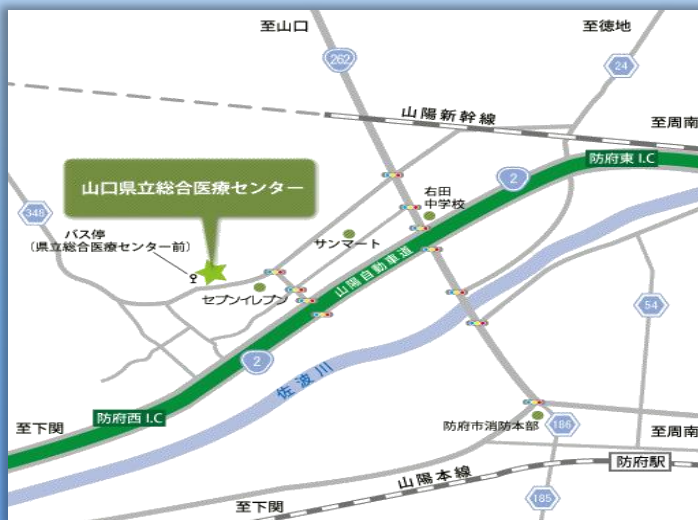 至山口
至徳地
262
24
山陽新幹線
至周南
防府東 I.C
2
山口県立総合医療センター
右田
中学校
348
バス停
（県立総合医療センター前）
サンマート
セブンイレブン
山陽自動車道
54
2
佐波川
防府西 I.C
至下関
防府市消防本部
186
至周南
防府駅
山陽本線
185
至下関